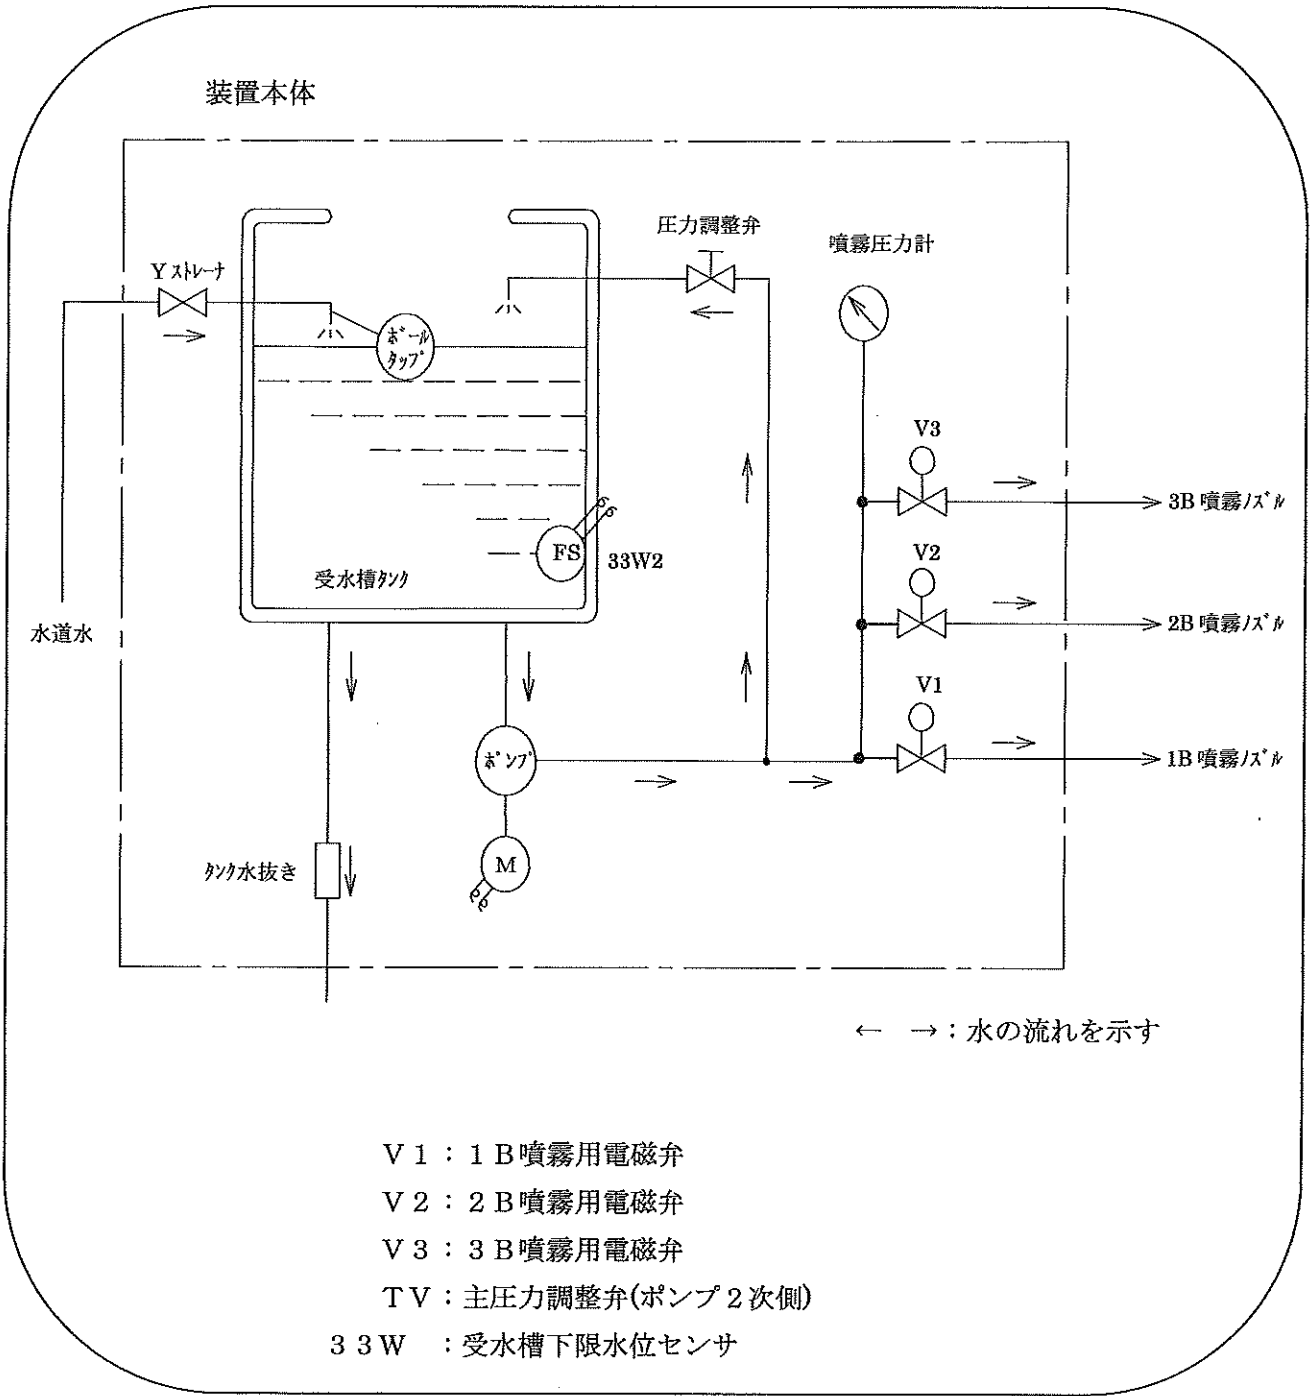 装置本体
圧力調整弁
噴霧圧力計
Yストレーナ
ボール
タップ
V3
3B噴霧ノズル
FS
33W2
V2
受水槽タンク
2B噴霧ノズル
水道水
V1
ポンプ
1B噴霧ノズル
タンク水抜き
M
← →：水の流れを示す
V1：1B噴霧用電磁弁
V2：2B噴霧用電磁弁
V3：3B噴霧用電磁弁
TV：主圧力調整弁(ポンプ2次側)
33W ：受水槽下限水位センサ